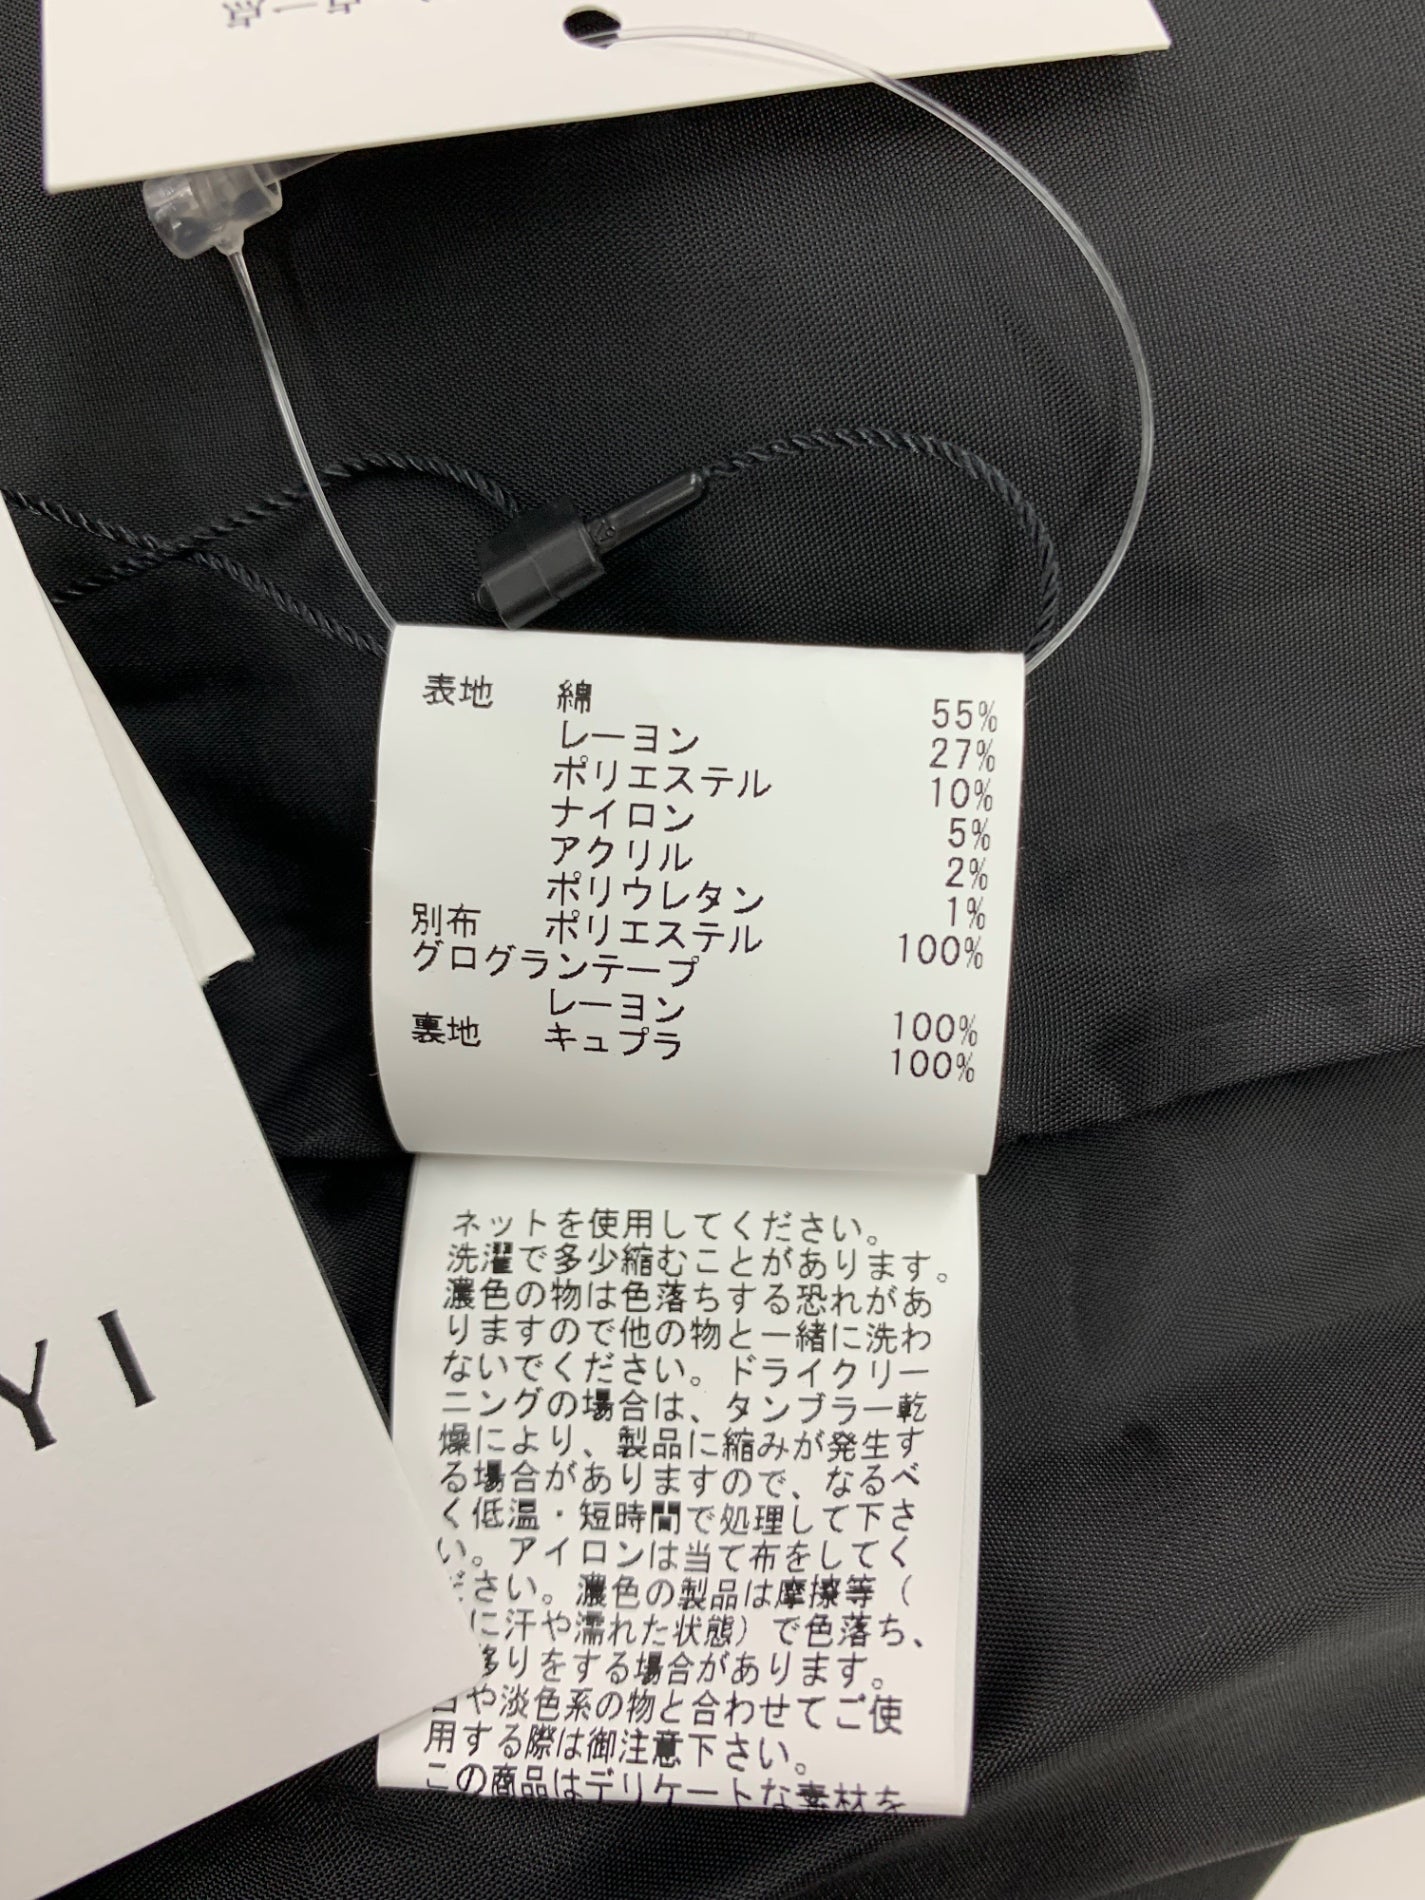 表地 綿 55%
レーヨン 27%
ポリエステル 10%
ナイロン 5%
アクリル 2%
ポリウレタン 1%
別布 ポリエステル 100%
グログランテープ
レーヨン 100%
裏地 キュプラ 100%
ネットを使用してください。
洗濯で多少縮むことがあります。
濃色の物は色落ちする恐れがあ
りますので他の物と一緒に洗わ
ないでください。ドライクリー
ニングの場合は、タンブラー乾
燥により、製品に縮みが発生す
る場合がありますので、なるべ
く低温・短時間で処理して下さ
い。アイロンは当て布をしてく
ださい。濃色の製品は摩擦等(
に汗や濡れた状態)で色落ち、
移りをする場合があります。
白や淡色系の物と合わせてご使
用する際は御注意下さい。
この商品はデリケートな素材を
YI